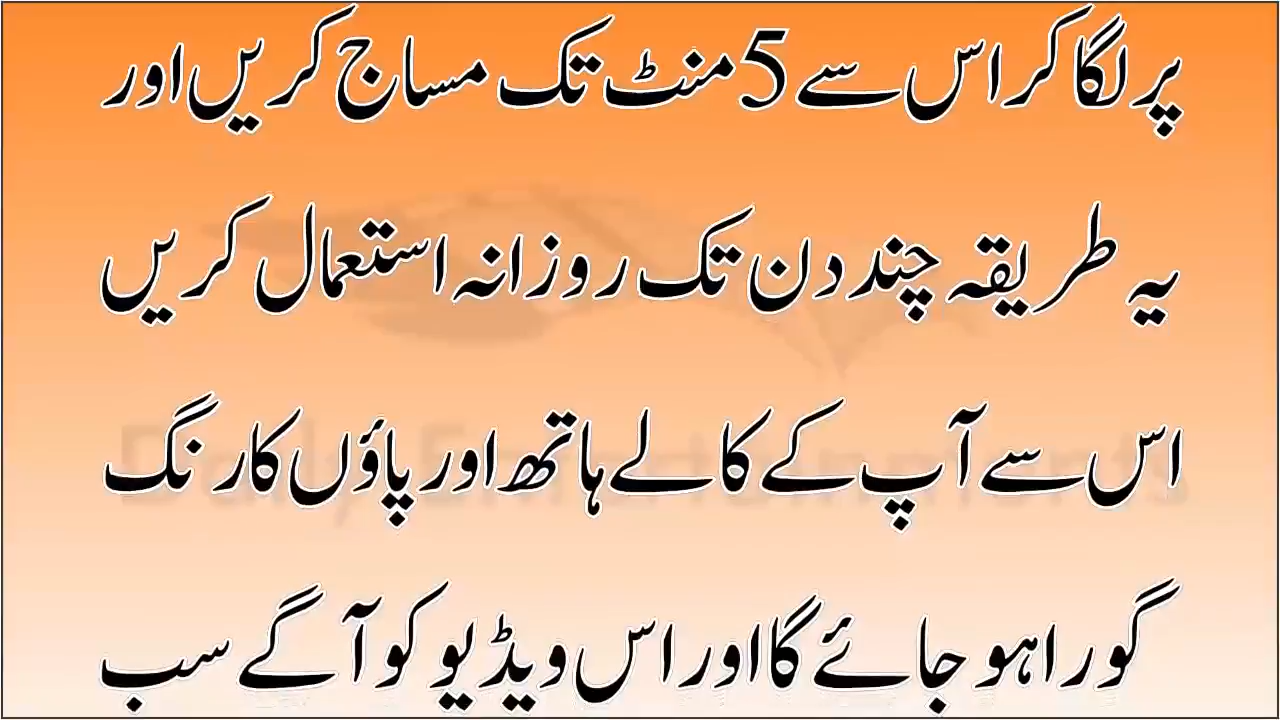 پر لگا کر اس سے 5 منٹ تک مساج کریں اور
یہ طریقہ چند دن تک روزانہ استعمال کریں
اس سے آپ کے کالے ہاتھ اور پاؤں کا رنگ
گورا ہو جائے گا اور اس ویڈیو کو آگے سب